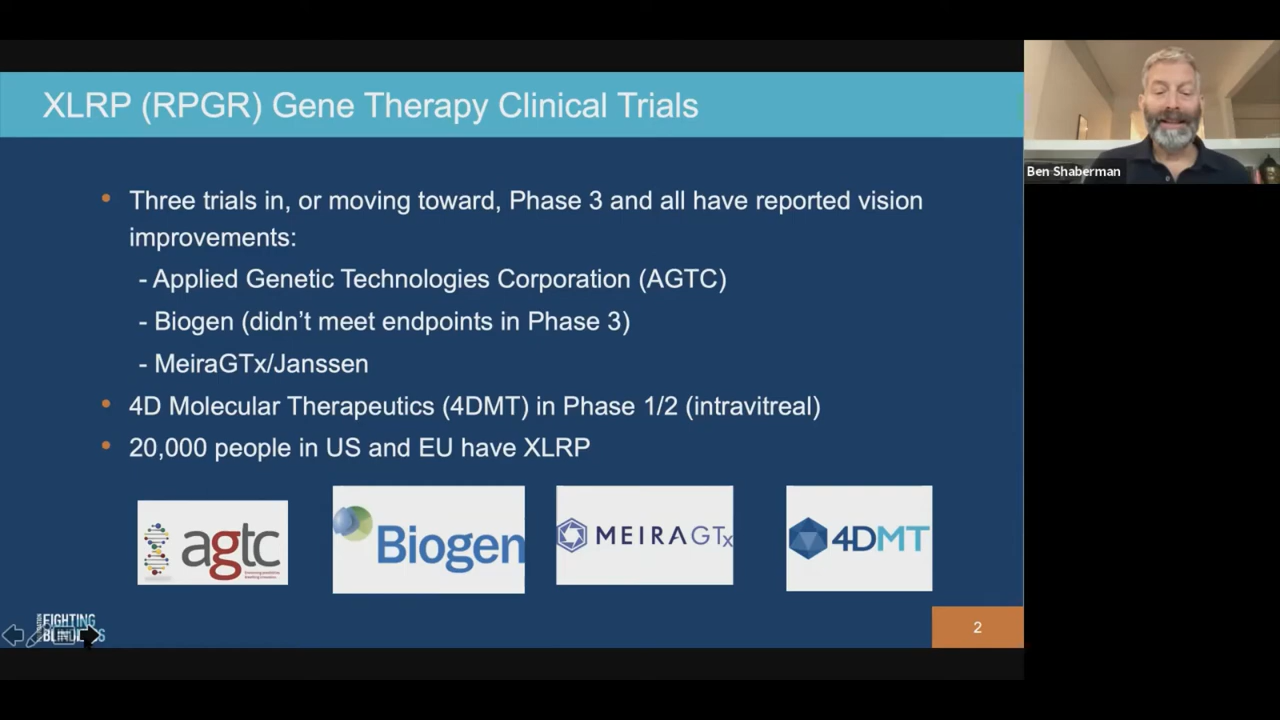 XLRP (RPGR) Gene Therapy Clinical Trials
Ben Shaberman
• Three trials in, or moving toward, Phase 3 and all have reported vision
improvements:
- Applied Genetic Technologies Corporation (AGTC)
- Biogen (didn’t meet endpoints in Phase 3)
- MeiraGTx/Janssen
• 4D Molecular Therapeutics (4DMT) in Phase 1/2 (intravitreal)
• 20,000 people in US and EU have XLRP
agtc
Biogen
MEIRAGTx
4DMT
FIGHTING
2